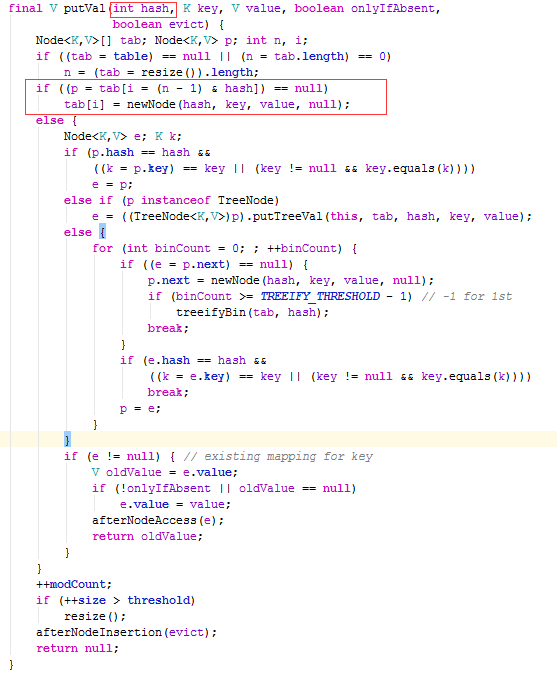 final V putVal(int hash, K key, V value, boolean onlyIfAbsent,
               boolean evict) {
    Node<K,V>[] tab; Node<K,V> p; int n, i;
    if ((tab = table) == null || (n = tab.length) == 0)
        n = (tab = resize()).length;
    if ((p = tab[i = (n - 1) & hash]) == null)
        tab[i] = newNode(hash, key, value, null);
    else {
        Node<K,V> e; K k;
        if (p.hash == hash &&
            ((k = p.key) == key || (key != null && key.equals(k))))
            e = p;
        else if (p instanceof TreeNode)
            e = ((TreeNode<K,V>)p).putTreeVal(this, tab, hash, key, value);
        else {
            for (int binCount = 0; ; ++binCount) {
                if ((e = p.next) == null) {
                    p.next = newNode(hash, key, value, null);
                    if (binCount >= TREEIFY_THRESHOLD - 1) // -1 for 1st
                        treeifyBin(tab, hash);
                    break;
                }
                if (e.hash == hash &&
                    ((k = e.key) == key || (key != null && key.equals(k))))
                    break;
                p = e;
            }
        }
        if (e != null) { // existing mapping for key
            V oldValue = e.value;
            if (!onlyIfAbsent || oldValue == null)
                e.value = value;
            afterNodeAccess(e);
            return oldValue;
        }
    }
    ++modCount;
    if (++size > threshold)
        resize();
    afterNodeInsertion(evict);
    return null;
}